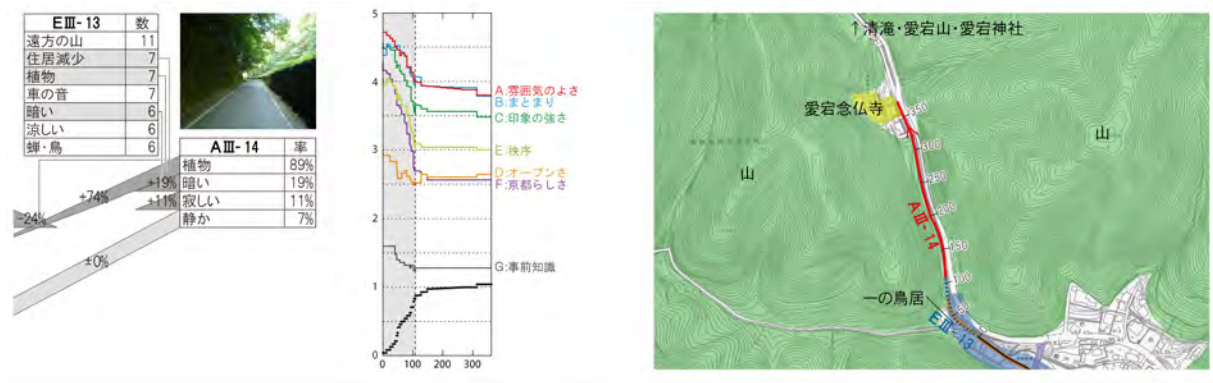 EⅢ-13 数
遠方の山 11
住居減少 7
植物 7
車の音 7
暗い 6
涼しい 6
蝉・鳥 6
AⅢ-14 率
植物 89%
暗い 19%
寂しい 11%
静か 7%
+19%
+11%
+74%
-24%
±0%
5
4
3
2
1
0
0 100 200 300
A:雰囲気のよさ
B:まとまり
C:印象の強さ
E:秩序
D:オープンさ
F:京都らしさ
G:事前知識
↑清滝・愛宕山・愛宕神社
愛宕念仏寺
山
山
350
300
250
200
150
100
50
AⅢ-14
一の鳥居
EⅢ-13